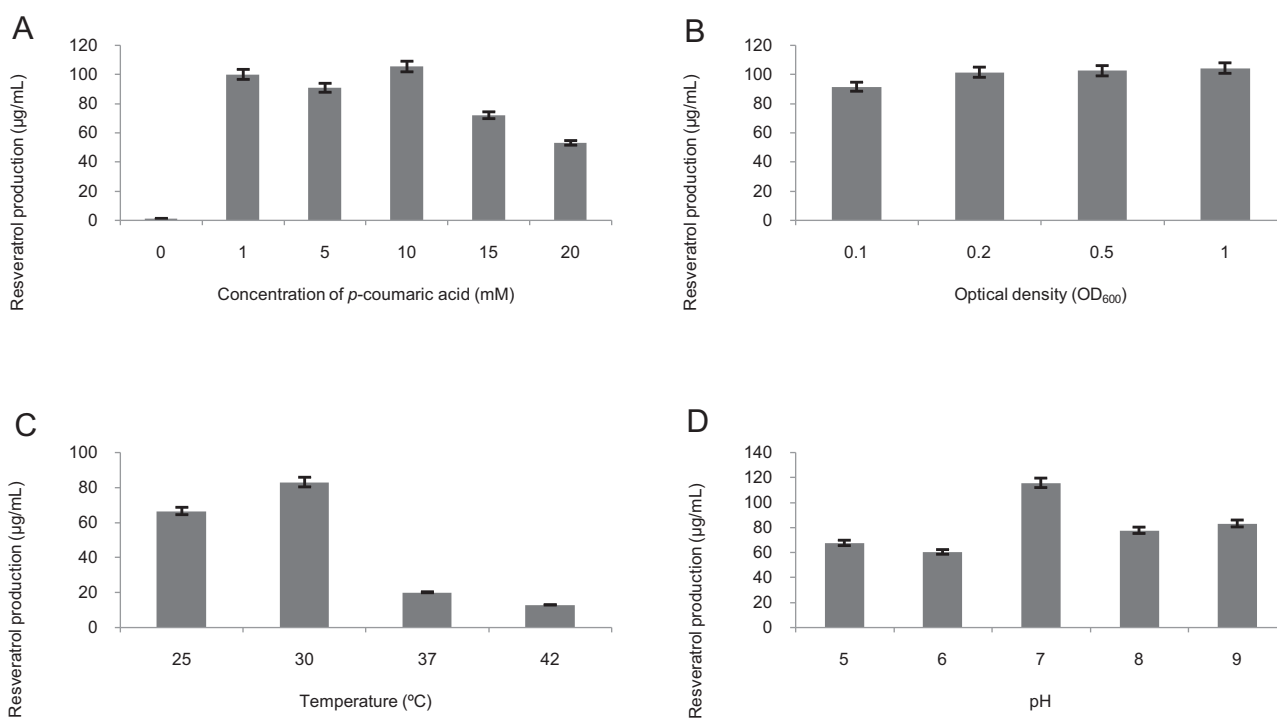 A
Resveratrol production (µg/mL)
120
100
80
60
40
20
0
0 1 5 10 15 20
Concentration of p-coumaric acid (mM)
B
Resveratrol production (µg/mL)
120
100
80
60
40
20
0
0.1 0.2 0.5 1
Optical density (OD600)
C
Resveratrol production (µg/mL)
100
80
60
40
20
0
25 30 37 42
Temperature (ºC)
D
Resveratrol production (µg/mL)
140
120
100
80
60
40
20
0
5 6 7 8 9
pH